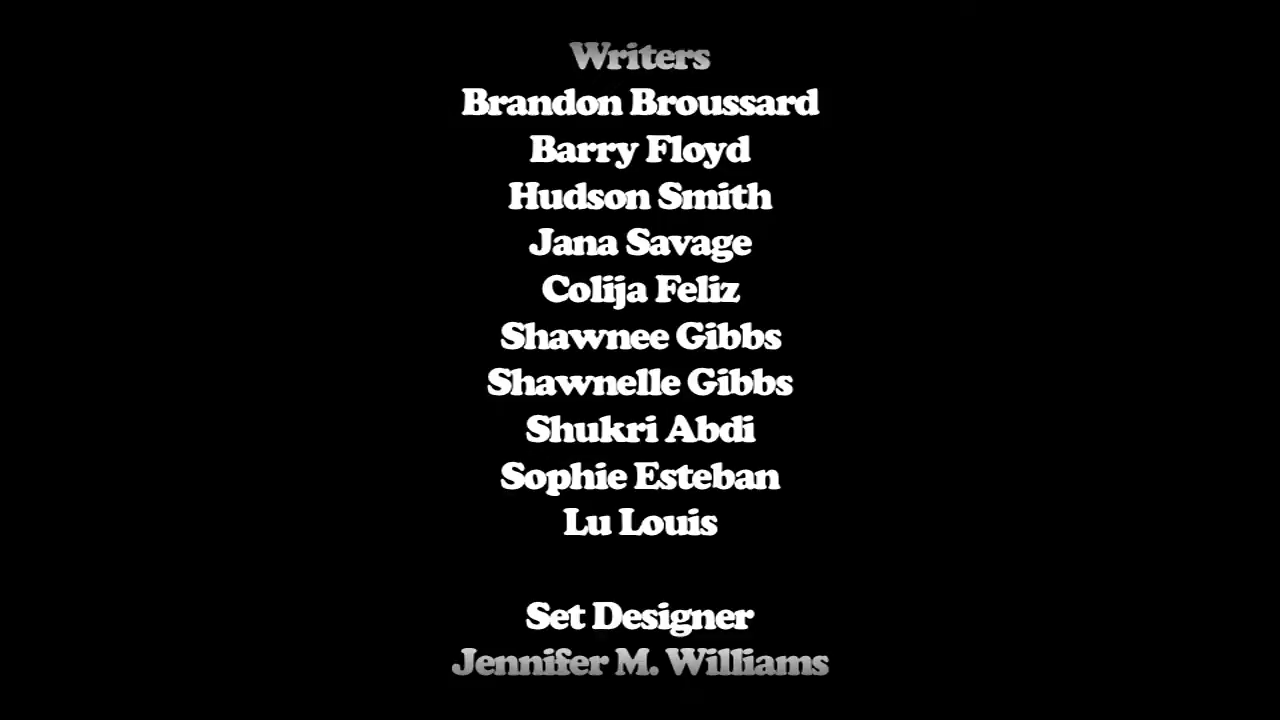 Writers
Brandon Broussard
Barry Floyd
Hudson Smith
Jana Savage
Colija Feliz
Shawnee Gibbs
Shawnelle Gibbs
Shukri Abdi
Sophie Esteban
Lu Louis
Set Designer
Jennifer M. Williams